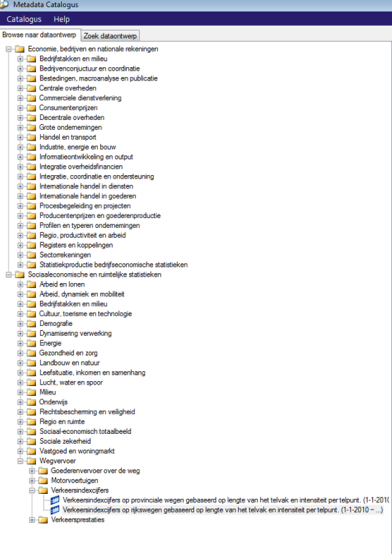 Metadata Catalogus
Catalogus Help
Browse naar dataontwerp Zoek dataontwerp
Economie, bedrijven en nationale rekeningen
Bedrijfstakken en milieu
Bedrijvenconjuctuur en coordinatie
Bestedingen, macroanalyse en publicatie
Centrale overheden
Commerciele dienstverlening
Consumentenprijzen
Decentrale overheden
Grote ondernemingen
Handel en transport
Industrie, energie en bouw
Informatieontwikkeling en output
Integratie overheidsfinancien
Integratie, coordinatie en ondersteuning
Internationale handel in diensten
Internationale handel in goederen
Procesbegeleiding en projecten
Producentenprijzen en goederenproductie
Profilen en typeren ondernemingen
Regio, productiviteit en arbeid
Registers en koppelingen
Sectorrekeningen
Statistiekproductie bedrijfseconomische statistieken
Sociaaleconomische en ruimtelijke statistieken
Arbeid en lonen
Arbeid, dynamiek en mobiliteit
Bedrijfstakken en milieu
Cultuur, toerisme en technologie
Demografie
Dynamisering verwerking
Energie
Gezondheid en zorg
Landbouw en natuur
Leefsituatie, inkomen en samenhang
Lucht, water en spoor
Milieu
Onderwijs
Rechtsbescherming en veiligheid
Regio en ruimte
Sociaal-economisch totaalbeeld
Sociale zekerheid
Vastgoed en woningmarkt
Wegvervoer
Goederenvervoer over de weg
Motorvoertuigen
Verkeersindexcijfers
Verkeersindexcijfers op provinciale wegen gebaseerd op lengte van het telvak en intensiteit per telpunt. (1-1-201(
Verkeersindexcijfers op rijkswegen gebaseerd op lengte van het telvak en intensiteit per telpunt. (1-1-2010 – ...)
Verkeersprestaties